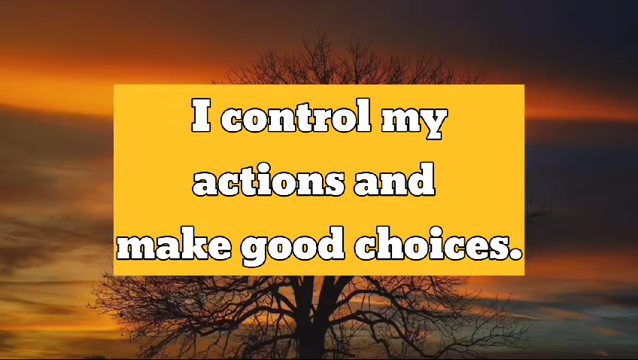 I control my
actions and
make good choices.